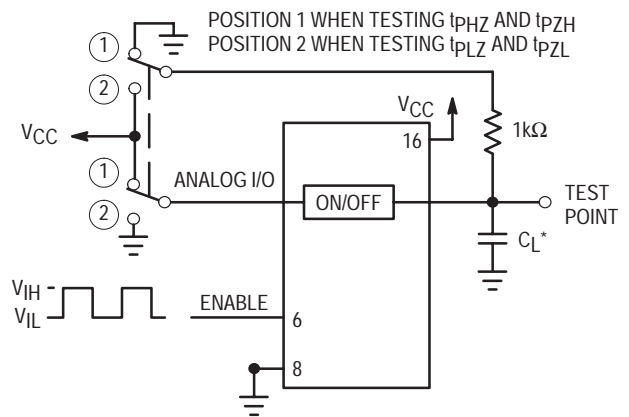 POSITION 1 WHEN TESTING tPHZ AND tPZH
POSITION 2 WHEN TESTING tPLZ AND tPZL
1
2
VCC
VCC
16
1kΩ
1
2
ANALOG I/O
ON/OFF
TEST
POINT
CL*
VIH
VIL
ENABLE
6
8